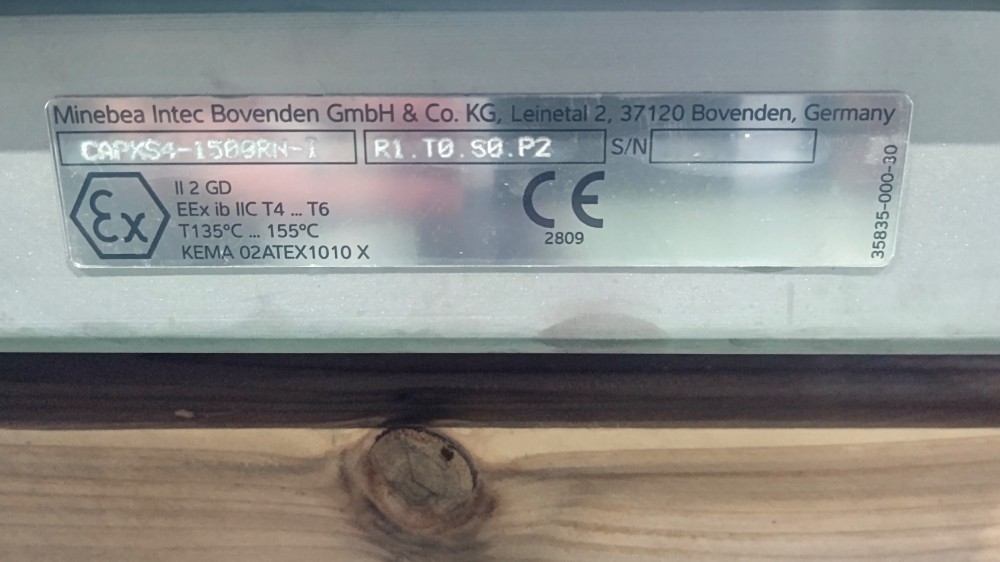 Minebea Intec Bovenden GmbH & Co. KG, Leinetal 2, 37120 Bovenden, Germany
R1.T0.S0.P2 S/N
Ex II 2 GD
EEx ib IIC T4 ... T6
T135°C ... 155°C
KEMA 02ATEX1010 X
CE
2809
35835-000-30